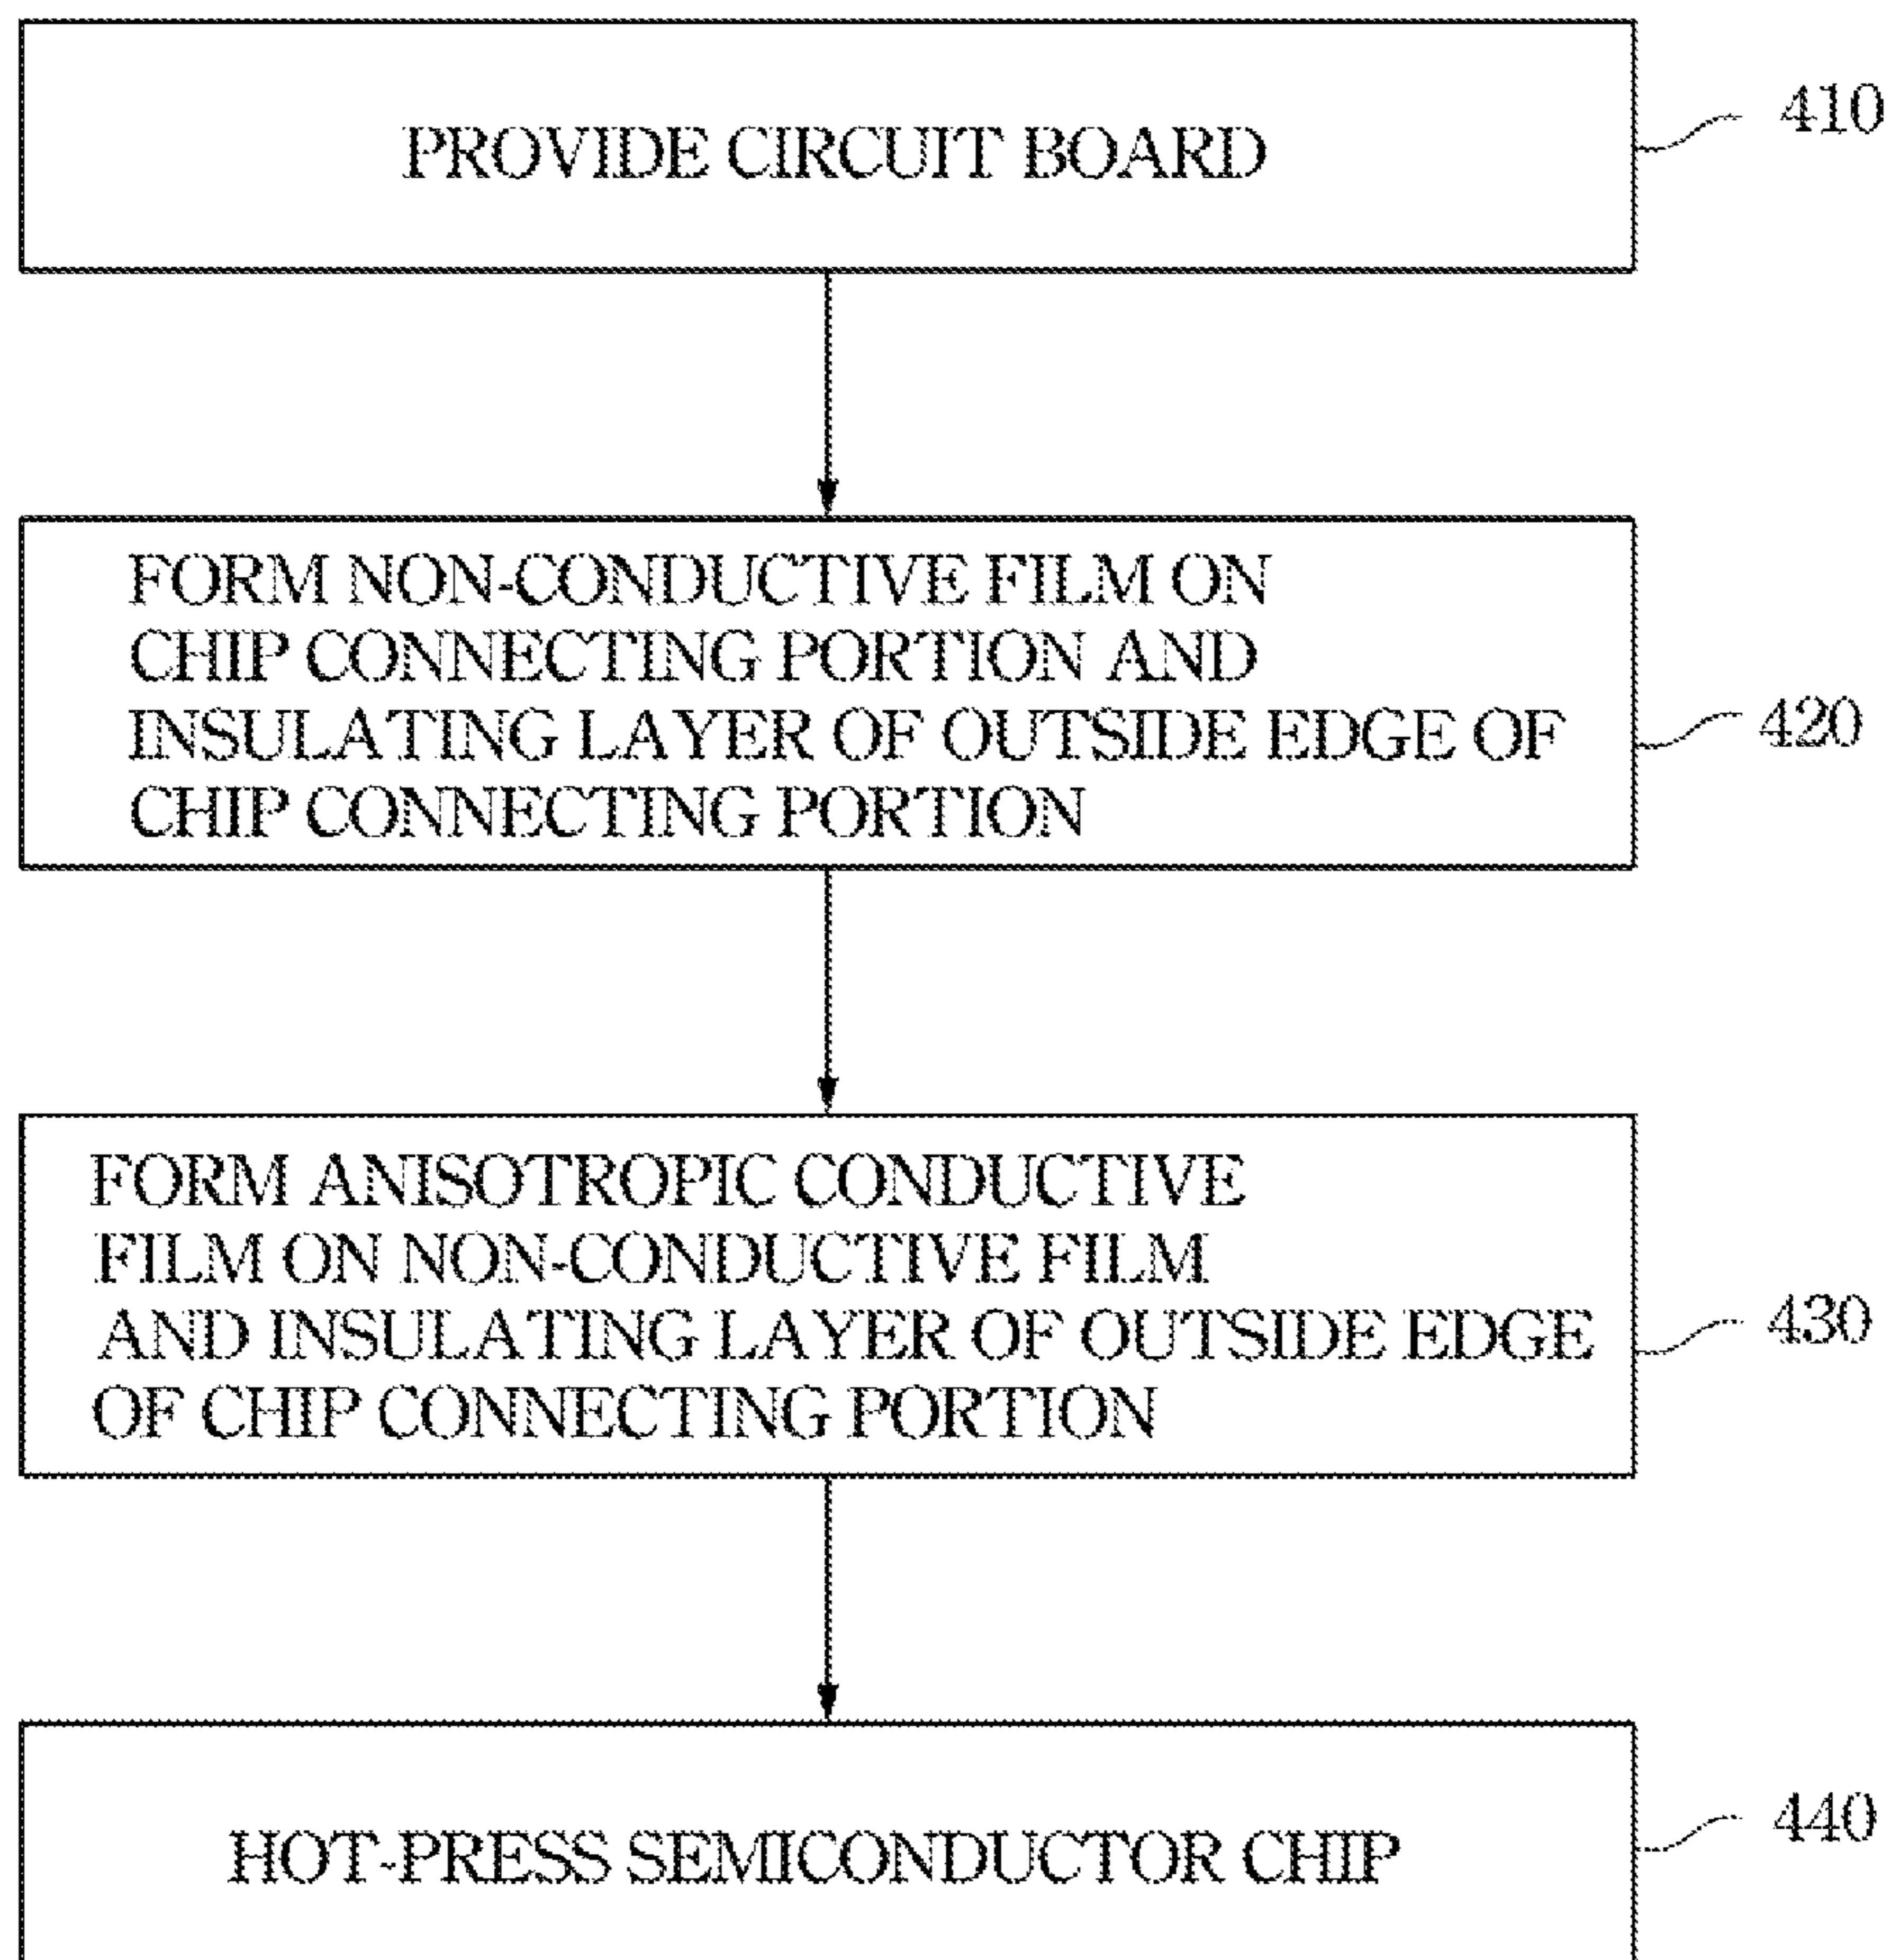 PROVIDE CIRCUIT BOARD
410
FORM NON-CONDUCTIVE FILM ON
CHIP CONNECTING PORTION AND
INSULATING LAYER OF OUTSIDE EDGE OF
CHIP CONNECTING PORTION
420
FORM ANISOTROPIC CONDUCTIVE
FILM ON NON-CONDUCTIVE FILM
AND INSULATING LAYER OF OUTSIDE EDGE
OF CHIP CONNECTING PORTION
430
HOT-PRESS SEMICONDUCTOR CHIP
440